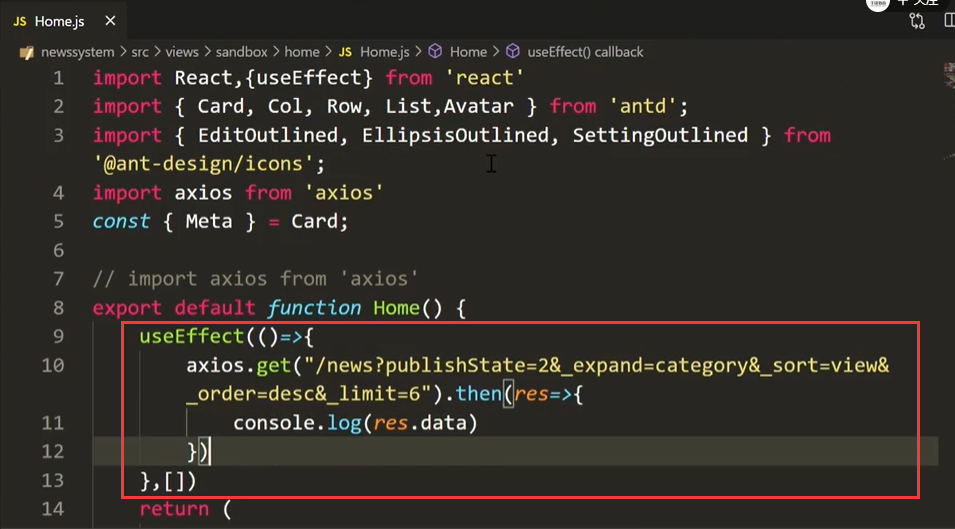 JS Home.js ×
newssystem > src > views > sandbox > home > JS Home.js > Home > useEffect() callback
1 import React,{useEffect} from 'react'
2 import { Card, Col, Row, List,Avatar } from 'antd';
3 import { EditOutlined, EllipsisOutlined, SettingOutlined } from
'@ant-design/icons';
4 import axios from 'axios'
5 const { Meta } = Card;
6
7 // import axios from 'axios'
8 export default function Home() {
9 useEffect(()=>{
10 axios.get("/news?publishState=2&_expand=category&_sort=view&
_order=desc&_limit=6").then(res=>{
11 console.log(res.data)
12 })
13 },[])
14 return (